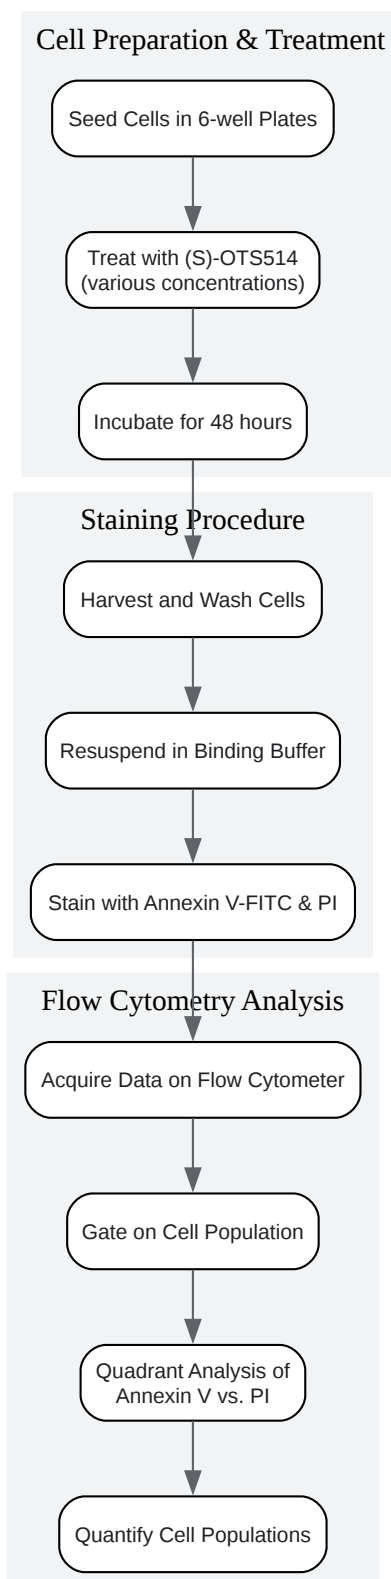 Cell Preparation & Treatment
Seed Cells in 6-well Plates
Treat with (S)-OTS514
(various concentrations)
Incubate for 48 hours
Staining Procedure
Harvest and Wash Cells
Resuspend in Binding Buffer
Stain with Annexin V-FITC & PI
Flow Cytometry Analysis
Acquire Data on Flow Cytometer
Gate on Cell Population
Quadrant Analysis of
Annexin V vs. PI
Quantify Cell Populations